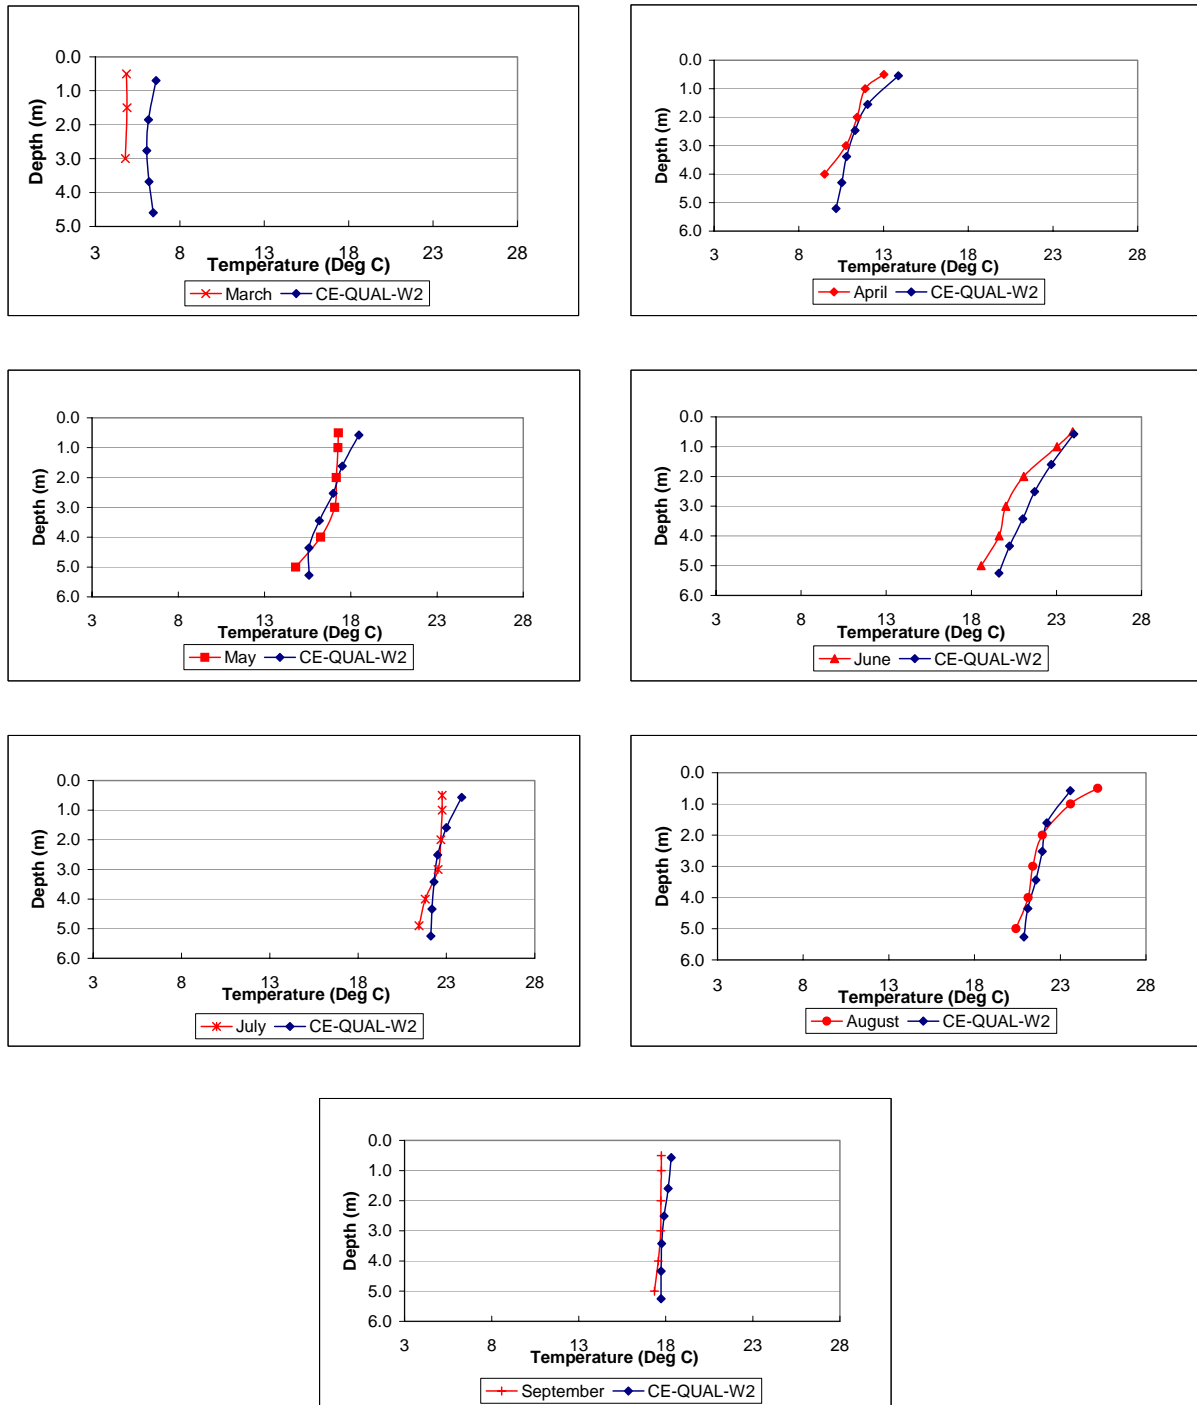 0.0
1.0
2.0
3.0
4.0
5.0
Depth (m)
3 8 13 18 23 28
Temperature (Deg C)
March CE-QUAL-W2
0.0
1.0
2.0
3.0
4.0
5.0
6.0
Depth (m)
3 8 13 18 23 28
Temperature (Deg C)
April CE-QUAL-W2
0.0
1.0
2.0
3.0
4.0
5.0
6.0
Depth (m)
3 8 13 18 23 28
Temperature (Deg C)
May CE-QUAL-W2
0.0
1.0
2.0
3.0
4.0
5.0
6.0
Depth (m)
3 8 13 18 23 28
Temperature (Deg C)
June CE-QUAL-W2
0.0
1.0
2.0
3.0
4.0
5.0
6.0
Depth (m)
3 8 13 18 23 28
Temperature (Deg C)
July CE-QUAL-W2
0.0
1.0
2.0
3.0
4.0
5.0
6.0
Depth (m)
3 8 13 18 23 28
Temperature (Deg C)
August CE-QUAL-W2
0.0
1.0
2.0
3.0
4.0
5.0
6.0
Depth (m)
3 8 13 18 23 28
Temperature (Deg C)
September CE-QUAL-W2